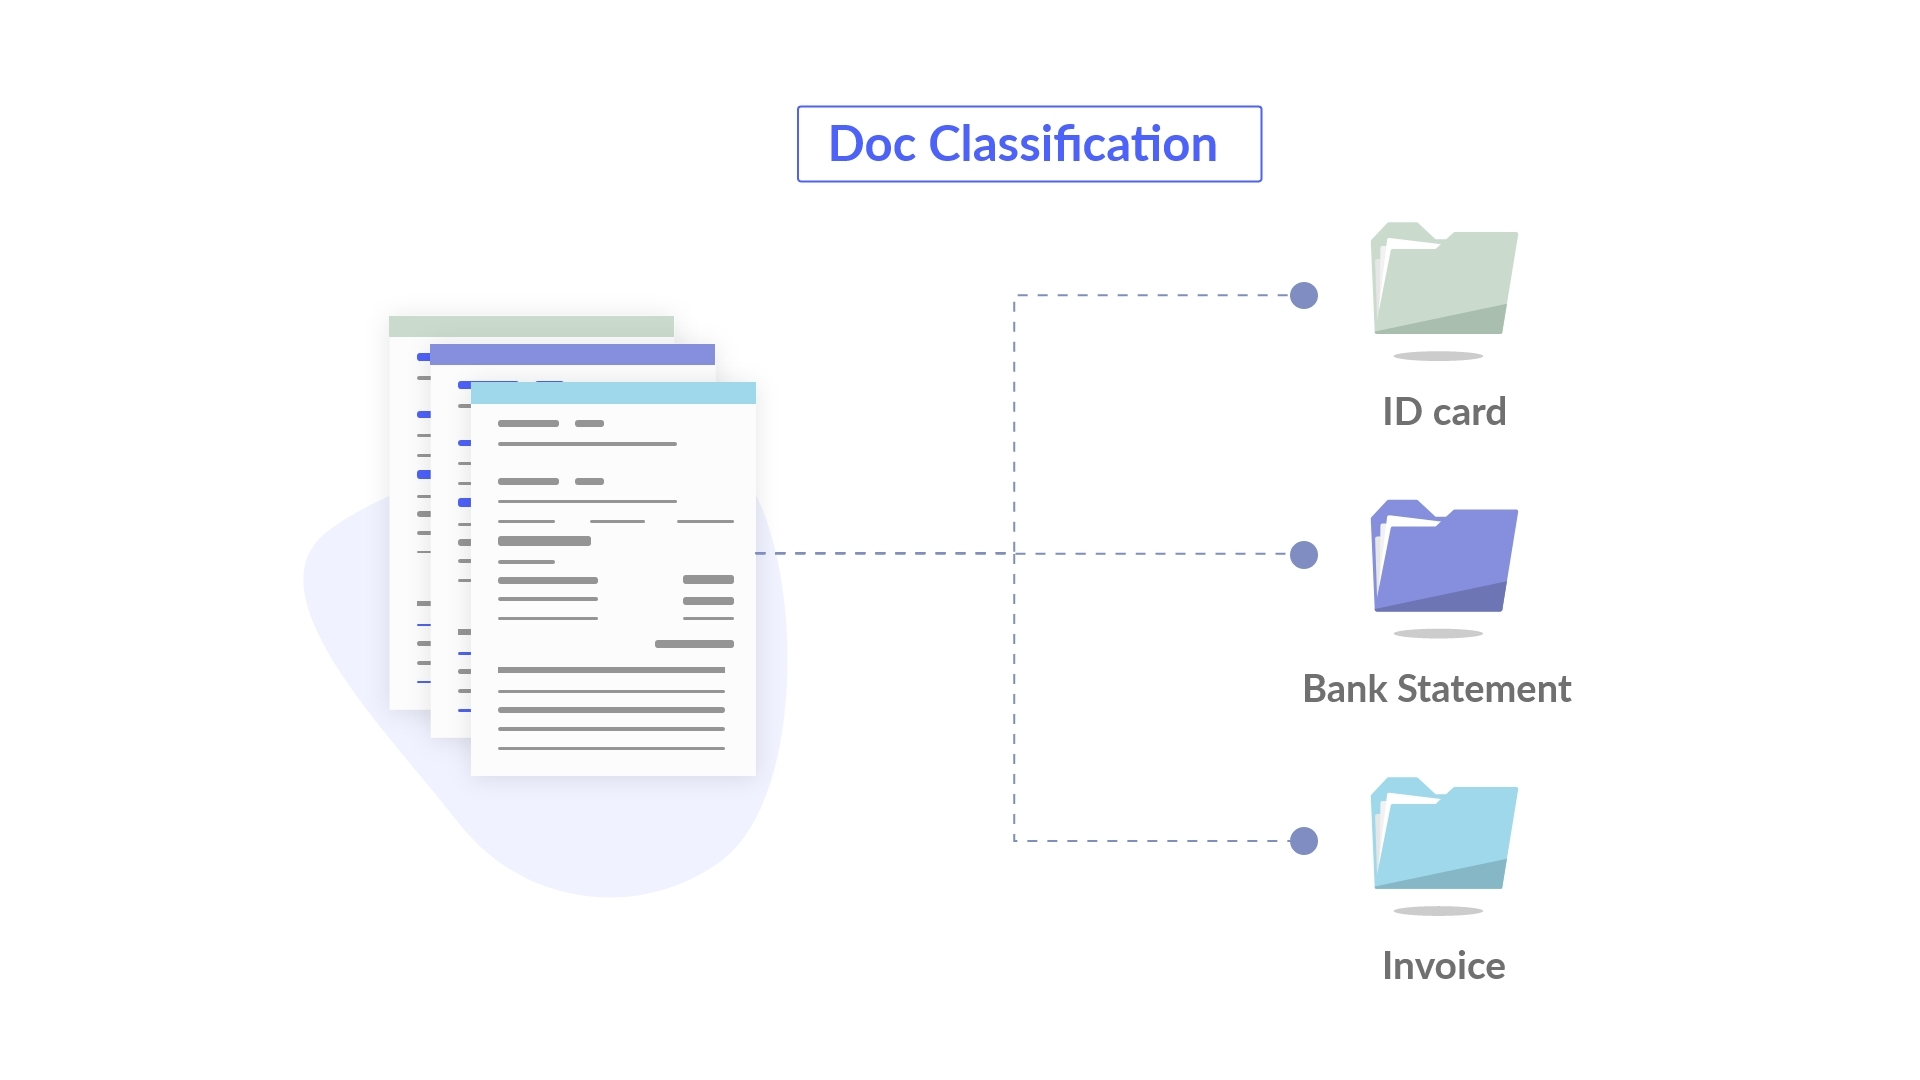 Doc Classification
ID card
Bank Statement
Invoice